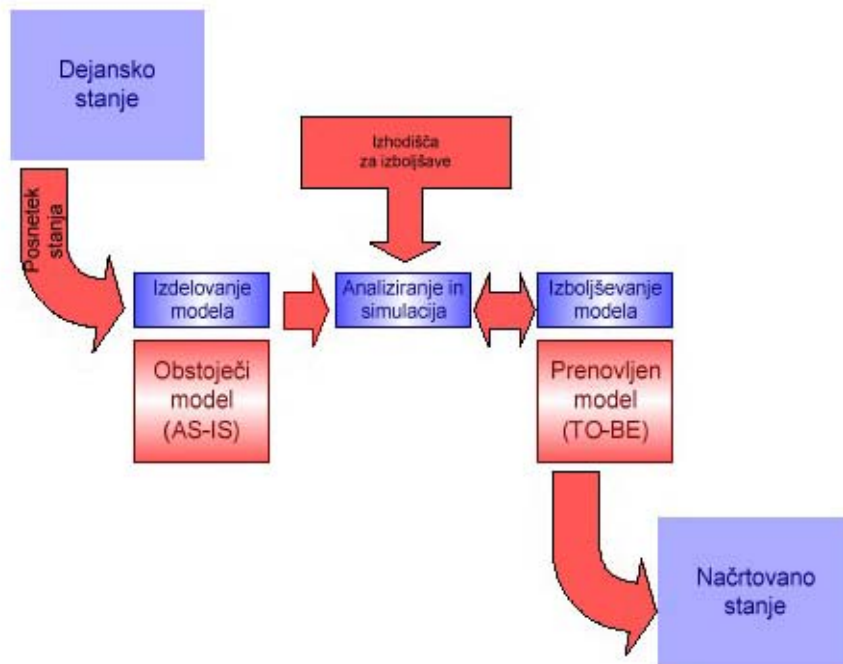 Dejansko
stanje
Izhodišča
za izboljšave
Posnetek
stanja
Izdelovanje
modela
Analiziranje in
simulacija
Izboljševanje
modela
Obstoječi
model
(AS-IS)
Prenovljen
model
(TO-BE)
Načrtovano
stanje